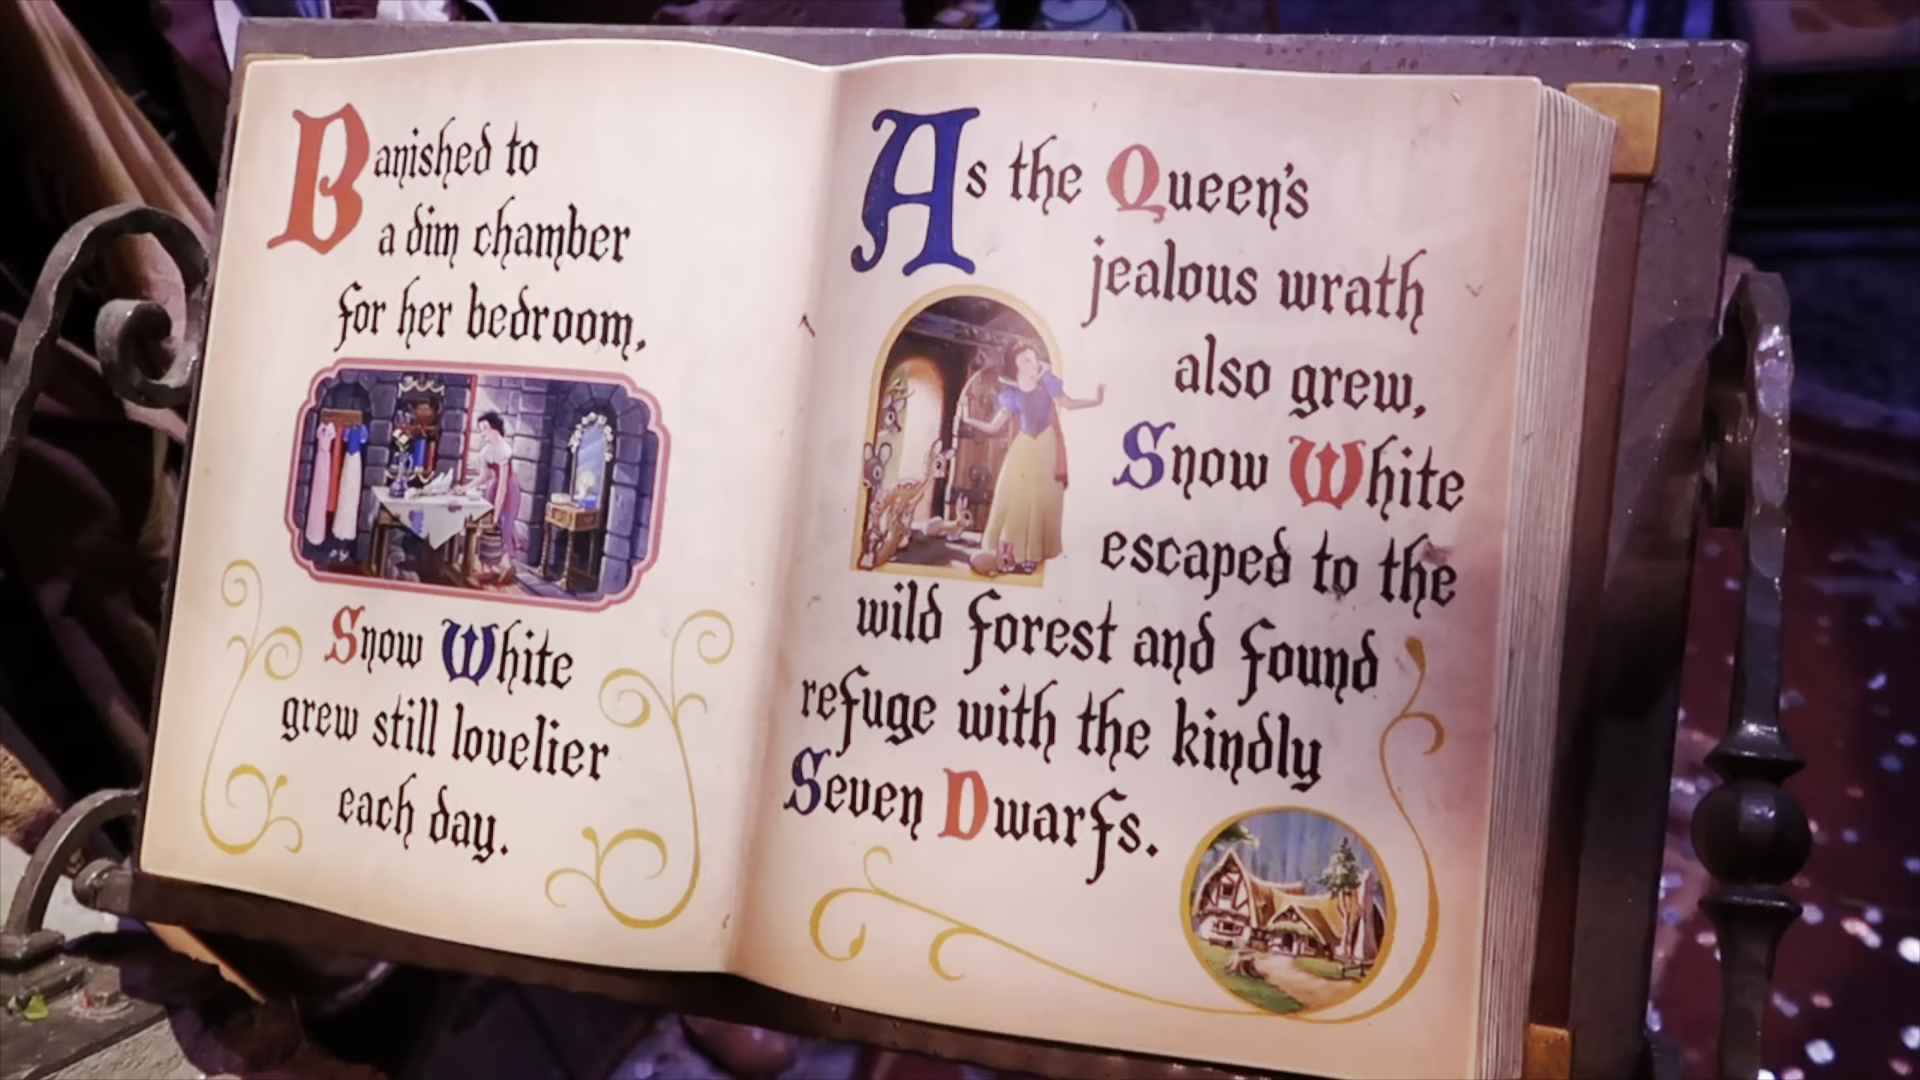 Banished to
a dim chamber
for her bedroom,
Snow White
grew still lovelier
each day.
As the Queen's
jealous wrath
also grew,
Snow White
escaped to the
wild forest and found
refuge with the kindly
Seven Dwarfs.